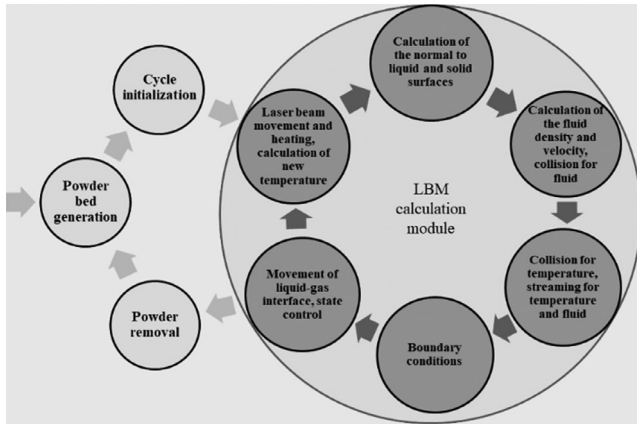 Cycle
initialization
Powder
bed
generation
Powder
removal
Laser beam
movement and
heating,
calculation of
new
temperature
Calculation of
the normal to
liquid and solid
surfaces
Calculation of
the fluid
density and
velocity,
collision for
fluid
Collision for
temperature,
streaming for
temperature
and fluid
Boundary
conditions
Movement of
liquid-gas
interface, state
control
LBM
calculation
module